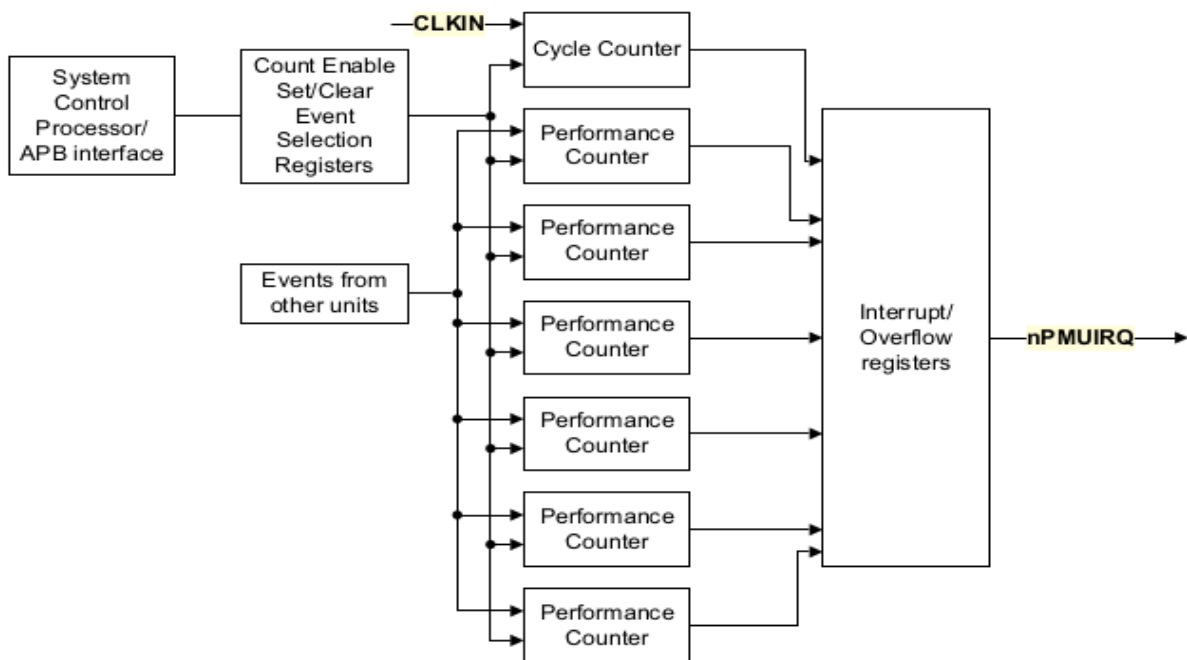 CLKIN
Cycle Counter
System
Control
Processor/
APB interface
Count Enable
Set/Clear
Event
Selection
Registers
Performance
Counter
Performance
Counter
Events from
other units
Performance
Counter
Interrupt/
Overflow
registers
nPMUIRQ
Performance
Counter
Performance
Counter
Performance
Counter